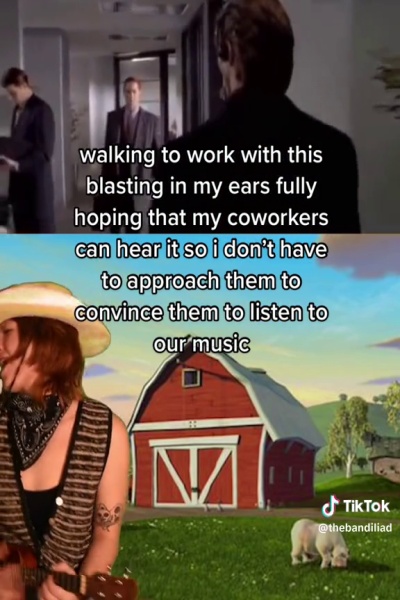 walking to work with this
blasting in my ears fully
hoping that my coworkers
can hear it so i don't have
to approach them to
convince them to listen to
our music
TikTok
@thebandiliad